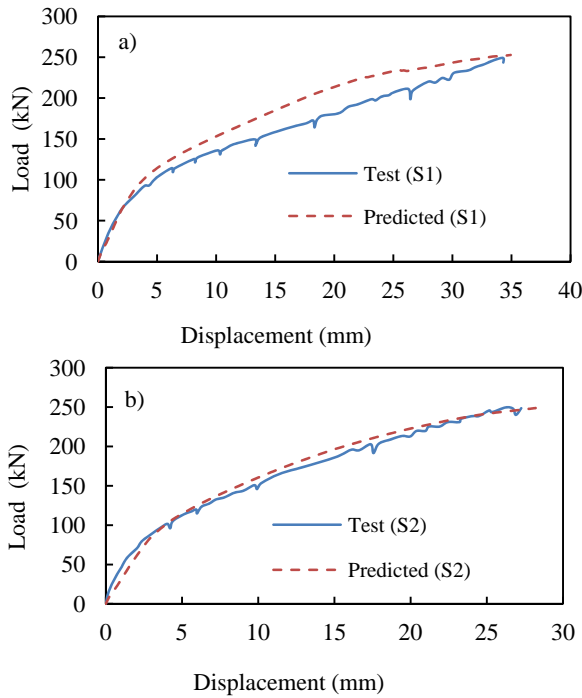 a)
300
250
200
150
100
50
0
Load (kN)
Test (S1)
Predicted (S1)
0 5 10 15 20 25 30 35 40
Displacement (mm)
b)
300
250
200
150
100
50
0
Load (kN)
Test (S2)
Predicted (S2)
0 5 10 15 20 25 30
Displacement (mm)